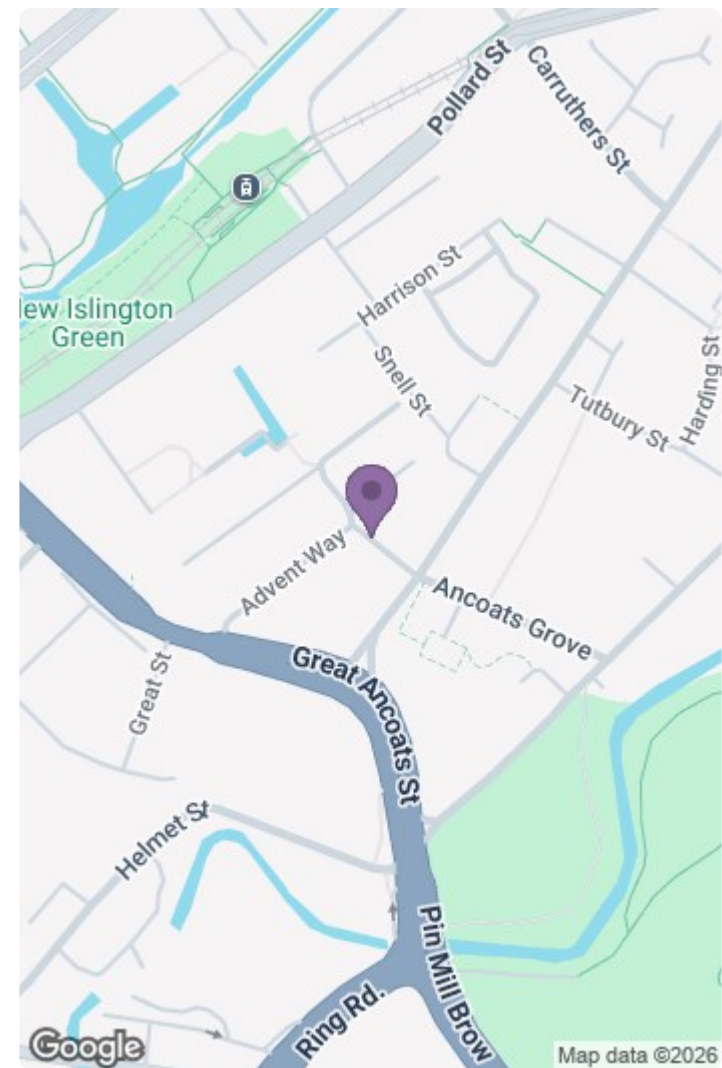 Pollard St
Carruthers St
Harrison St
New Islington
Green
Snell St
Harding St
Tutbury St
Advent Way
Ancoats Grove
Great Ancoats St
Great St
Helmet St
Pin Mill Brow
Ring Rd.
Google
Map data ©2026